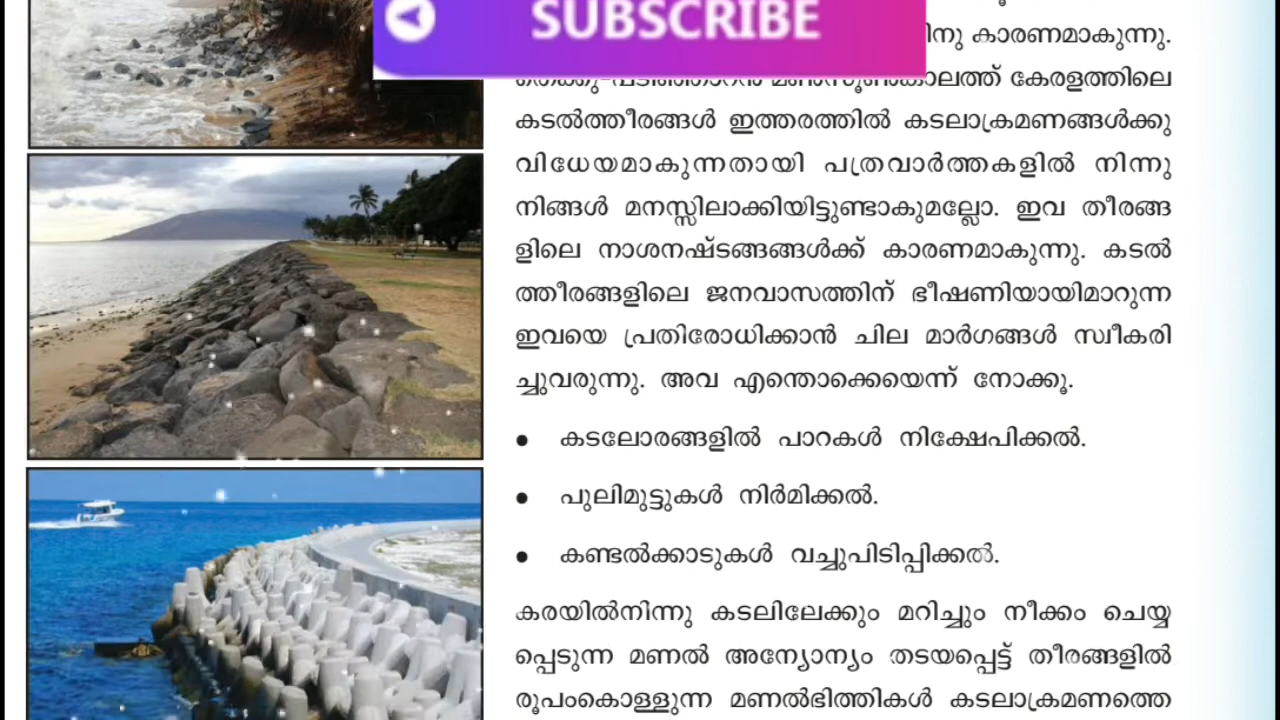 SUBSCRIBE
കാരണമാകുന്നു.
കേരളത്തിലെ
കടൽത്തീരങ്ങൾ ഇത്തരത്തിൽ കടലാക്രമണങ്ങൾക്കു
വിധേയമാകുന്നതായി പത്രവാർത്തകളിൽ നിന്നു
നിങ്ങൾ മനസ്സിലാക്കിയിട്ടുണ്ടാകുമല്ലോ. ഇവ തീരങ്ങ
ളിലെ നാശനഷ്ടങ്ങങ്ങൾക്ക് കാരണമാകുന്നു. കടൽ
ത്തീരങ്ങളിലെ ജനവാസത്തിന് ഭീഷണിയായിമാറുന്ന
ഇവയെ പ്രതിരോധിക്കാൻ ചില മാർഗങ്ങൾ സ്വീകരി
ച്ചുവരുന്നു. അവ എന്തൊക്കെയെന്ന് നോക്കൂ.
• കടലോരങ്ങളിൽ പാറകൾ നിക്ഷേപിക്കൽ.
• പുലിമുട്ടുകൾ നിർമിക്കൽ.
• കണ്ടൽക്കാടുകൾ വച്ചുപിടിപ്പിക്കൽ.
കരയിൽനിന്നു കടലിലേക്കും മറിച്ചും നീക്കം ചെയ്യ
പ്പെടുന്ന മണൽ അന്യോന്യം തടയപ്പെട്ട് തീരങ്ങളിൽ
രൂപംകൊള്ളുന്ന മണൽഭിത്തികൾ കടലാക്രമണത്തെ